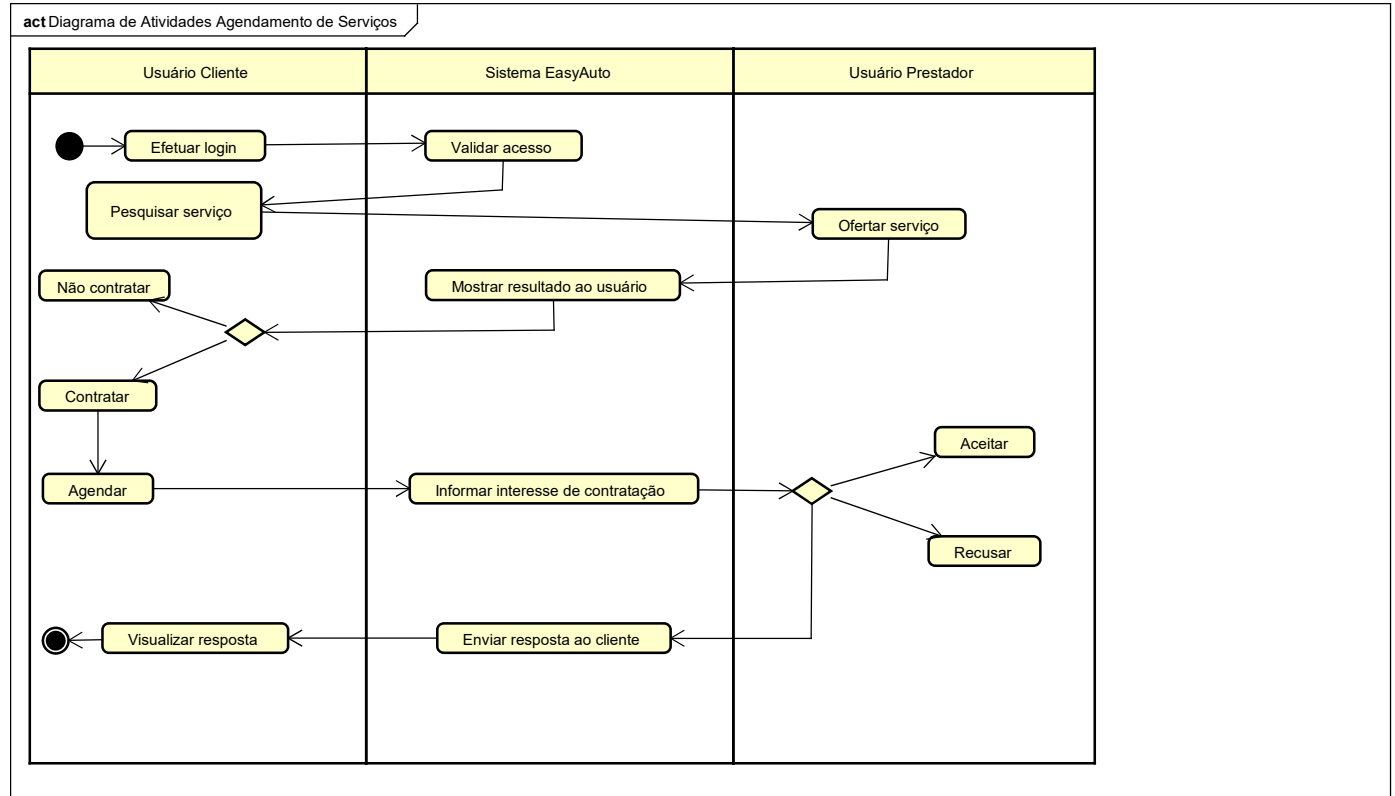 act Diagrama de Atividades Agendamento de Serviços
Usuário Cliente
Sistema EasyAuto
Usuário Prestador
Efetuar login
Validar acesso
Pesquisar serviço
Ofertar serviço
Não contratar
Mostrar resultado ao usuário
Contratar
Aceitar
Agendar
Informar interesse de contratação
Recusar
Visualizar resposta
Enviar resposta ao cliente